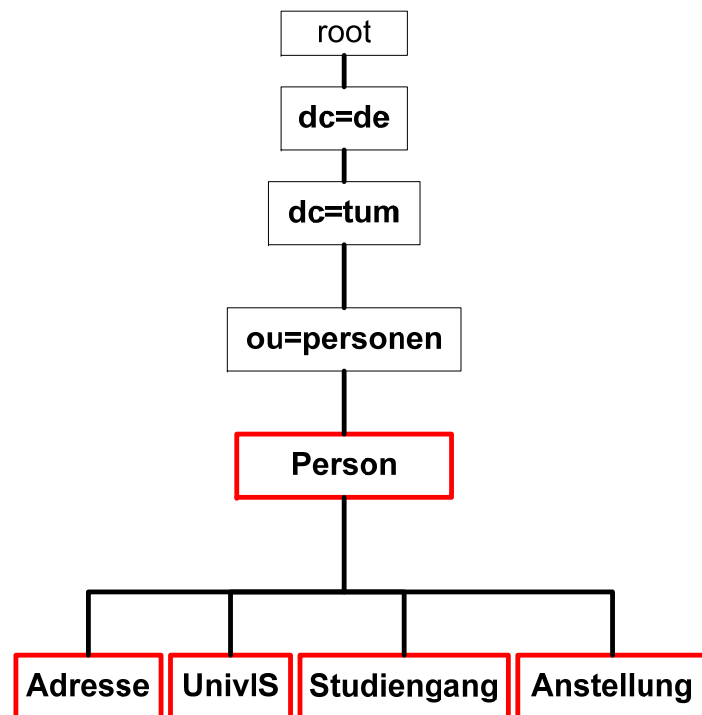 root
dc=de
dc=tum
ou=personen
Person
Adresse UnivIS Studiengang Anstellung